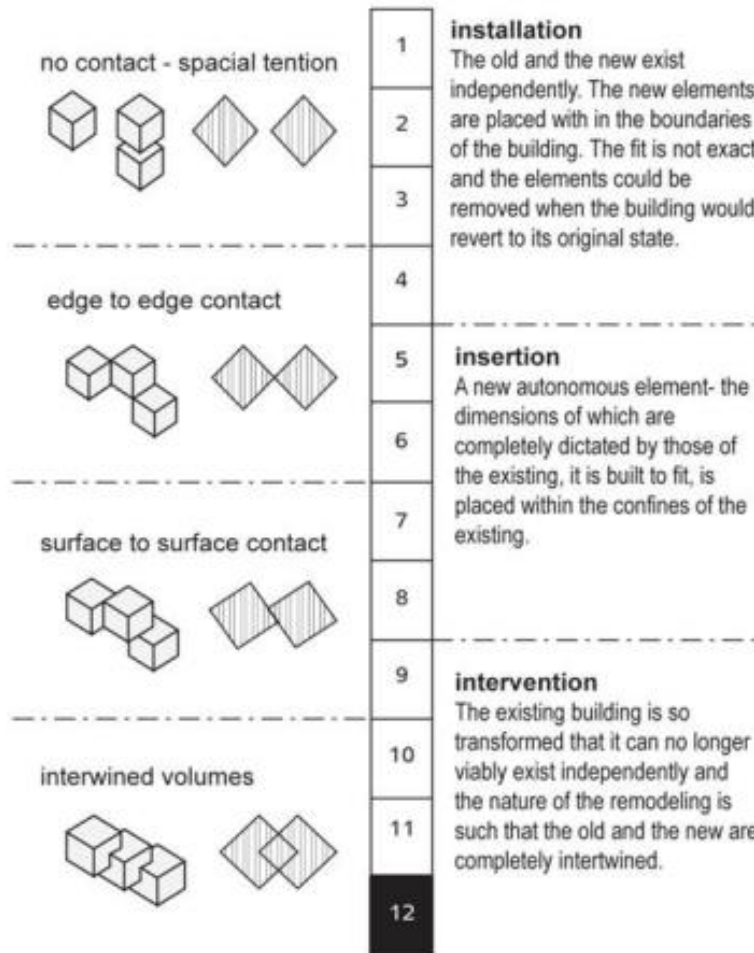 no contact - spacial tention
edge to edge contact
surface to surface contact
interwined volumes
1
2
3
4
5
6
7
8
9
10
11
12
installation
The old and the new exist
independently. The new elements
are placed with in the boundaries
of the building. The fit is not exact
and the elements could be
removed when the building would
revert to its original state.
insertion
A new autonomous element- the
dimensions of which are
completely dictated by those of
the existing, it is built to fit, is
placed within the confines of the
existing.
intervention
The existing building is so
transformed that it can no longer
viably exist independently and
the nature of the remodeling is
such that the old and the new are
completely intertwined.